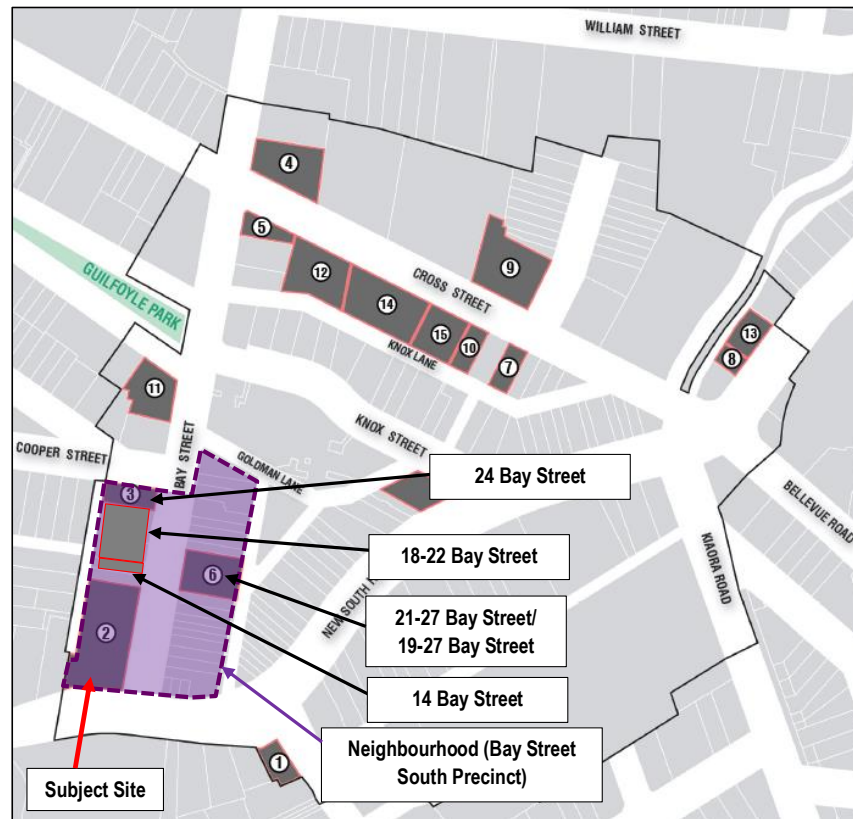 WILLIAM STREET
4
5
GUILFOYLE PARK
12
CROSS STREET
9
14
15
10
KNOX LANE
7
13
8
11
COOPER STREET
BAY STREET
KNOX STREET
GOLDMAN LANE
BELLEVUE ROAD
KIAORA ROAD
3
24 Bay Street
18-22 Bay Street
6
NEW SOUTH
21-27 Bay Street/
19-27 Bay Street
2
14 Bay Street
Neighbourhood (Bay Street
South Precinct)
1
Subject Site